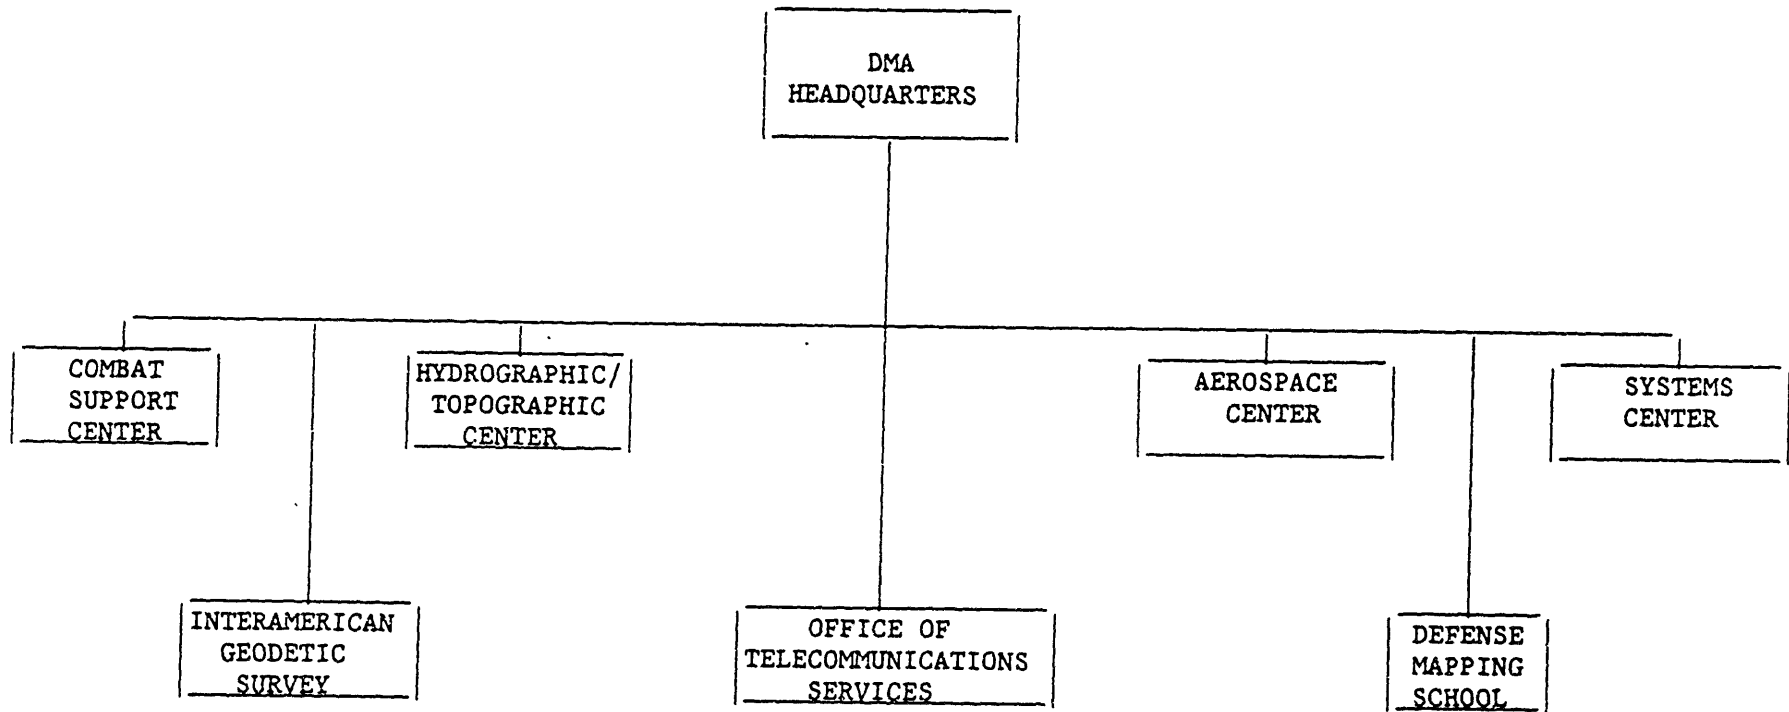 DMA
HEADQUARTERS
COMBAT
SUPPORT
CENTER
HYDROGRAPHIC/
TOPOGRAPHIC
CENTER
AEROSPACE
CENTER
SYSTEMS
CENTER
INTERAMERICAN
GEODETIC
SURVEY
OFFICE OF
TELECOMMUNICATIONS
SERVICES
DEFENSE
MAPPING
SCHOOL